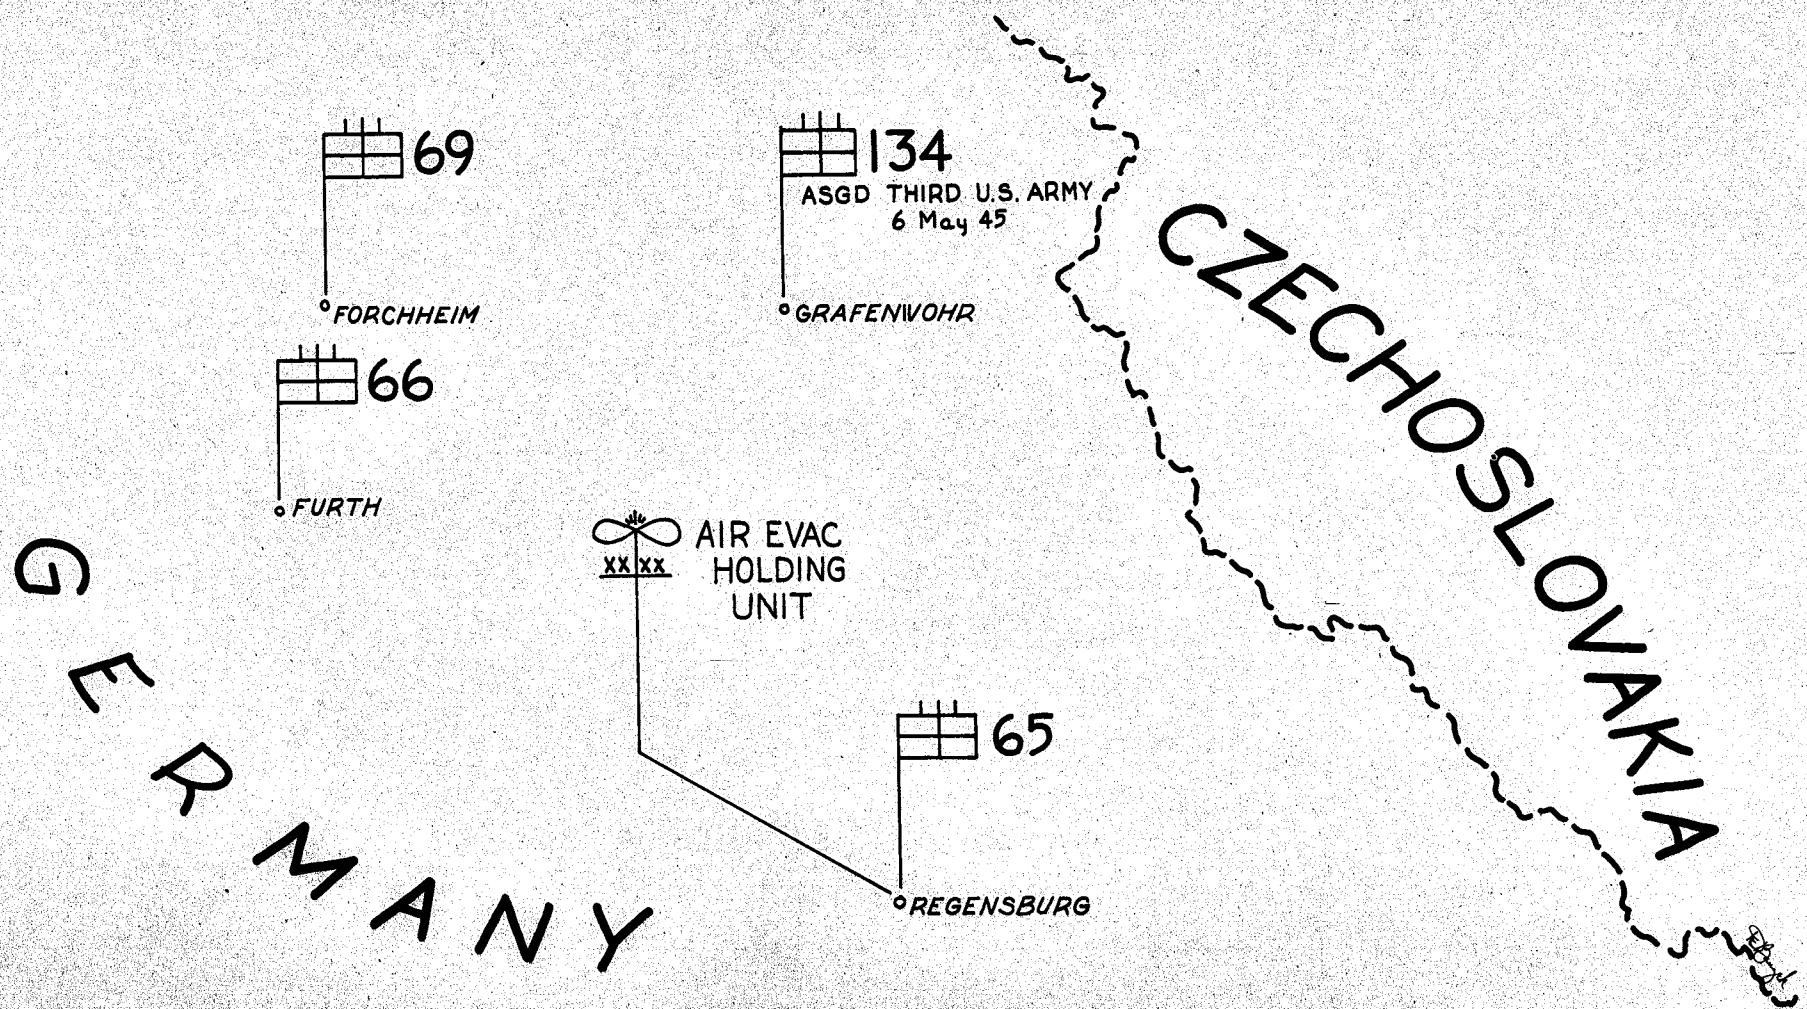 69
134
ASGD THIRD U.S. ARMY
6 May 45
FORCHHEIM
GRAFENWOHR
66
FURTH
CZECHOSLOVAKIA
AIR EVAC
HOLDING
UNIT
XX XX
65
REGENSBURG
GERMANY